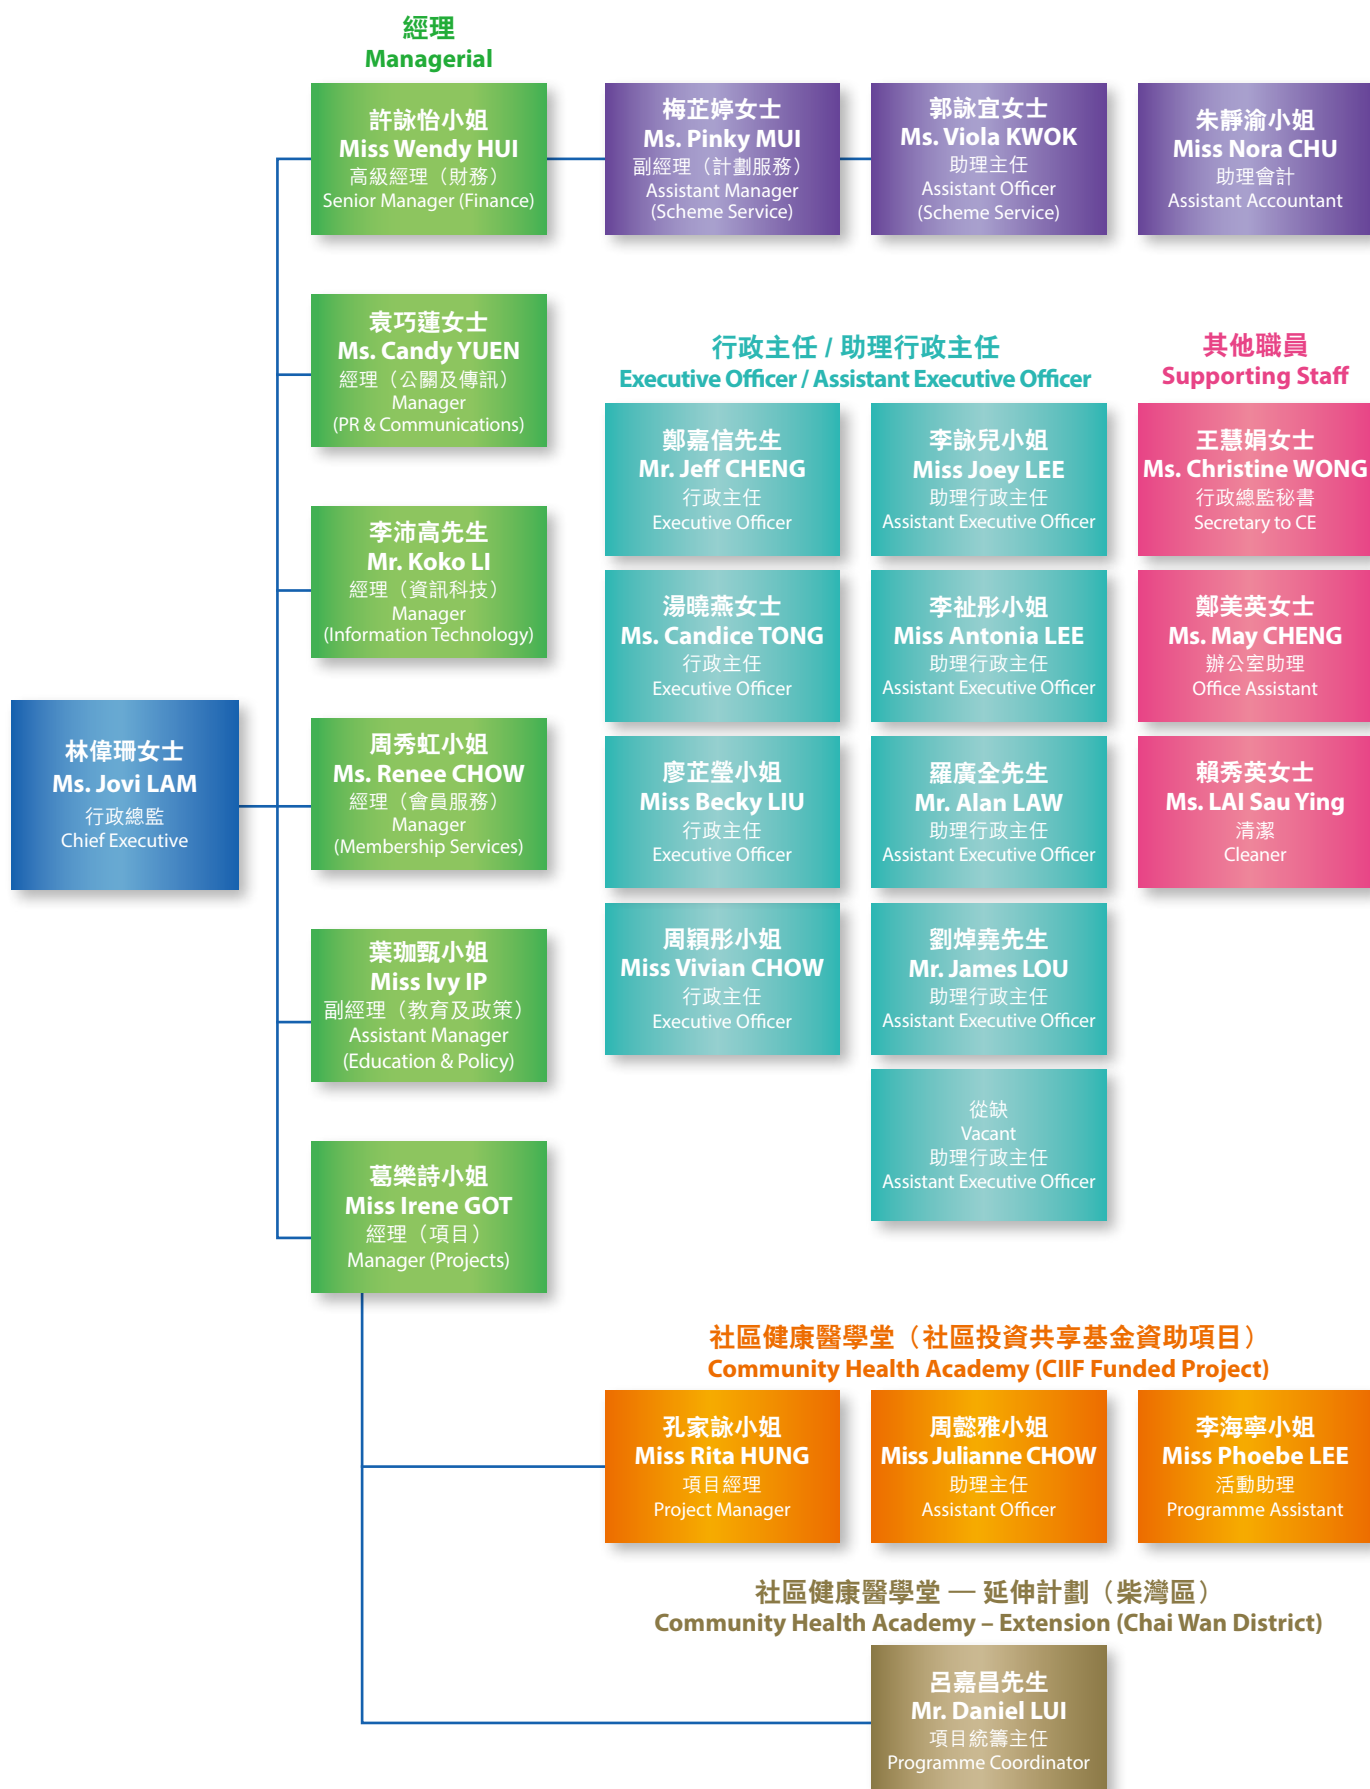 經理
Managerial
許詠怡小姐
Miss Wendy HUI
高級經理（財務）
Senior Manager (Finance)
梅芷婷女士
Ms. Pinky MUI
副經理（計劃服務）
Assistant Manager
(Scheme Service)
郭詠宜女士
Ms. Viola KWOK
助理主任
Assistant Officer
(Scheme Service)
朱靜渝小姐
Miss Nora CHU
助理會計
Assistant Accountant
袁巧蓮女士
Ms. Candy YUEN
經理（公關及傳訊）
Manager
(PR & Communications)
李沛高先生
Mr. Koko LI
經理（資訊科技）
Manager
(Information Technology)
林偉珊女士
Ms. Jovi LAM
行政總監
Chief Executive
周秀虹小姐
Ms. Renee CHOW
經理（會員服務）
Manager
(Membership Services)
葉珈甄小姐
Miss Ivy IP
副經理（教育及政策）
Assistant Manager
(Education & Policy)
葛樂詩小姐
Miss Irene GOT
經理（項目）
Manager (Projects)
行政主任 / 助理行政主任
Executive Officer / Assistant Executive Officer
鄭嘉信先生
Mr. Jeff CHENG
行政主任
Executive Officer
李詠兒小姐
Miss Joey LEE
助理行政主任
Assistant Executive Officer
湯曉燕女士
Ms. Candice TONG
行政主任
Executive Officer
李祉彤小姐
Miss Antonia LEE
助理行政主任
Assistant Executive Officer
廖芷瑩小姐
Miss Becky LIU
行政主任
Executive Officer
羅廣全先生
Mr. Alan LAW
助理行政主任
Assistant Executive Officer
周穎彤小姐
Miss Vivian CHOW
行政主任
Executive Officer
劉焯堯先生
Mr. James LOU
助理行政主任
Assistant Executive Officer
從缺
Vacant
助理行政主任
Assistant Executive Officer
其他職員
Supporting Staff
王慧娟女士
Ms. Christine WONG
行政總監秘書
Secretary to CE
鄭美英女士
Ms. May CHENG
辦公室助理
Office Assistant
賴秀英女士
Ms. LAI Sau Ying
清潔
Cleaner
社區健康醫學堂（社區投資共享基金資助項目）
Community Health Academy (CIIF Funded Project)
孔家詠小姐
Miss Rita HUNG
項目經理
Project Manager
周懿雅小姐
Miss Julianne CHOW
助理主任
Assistant Officer
李海寧小姐
Miss Phoebe LEE
活動助理
Programme Assistant
社區健康醫學堂 — 延伸計劃（柴灣區）
Community Health Academy – Extension (Chai Wan District)
呂嘉昌先生
Mr. Daniel LUI
項目統籌主任
Programme Coordinator